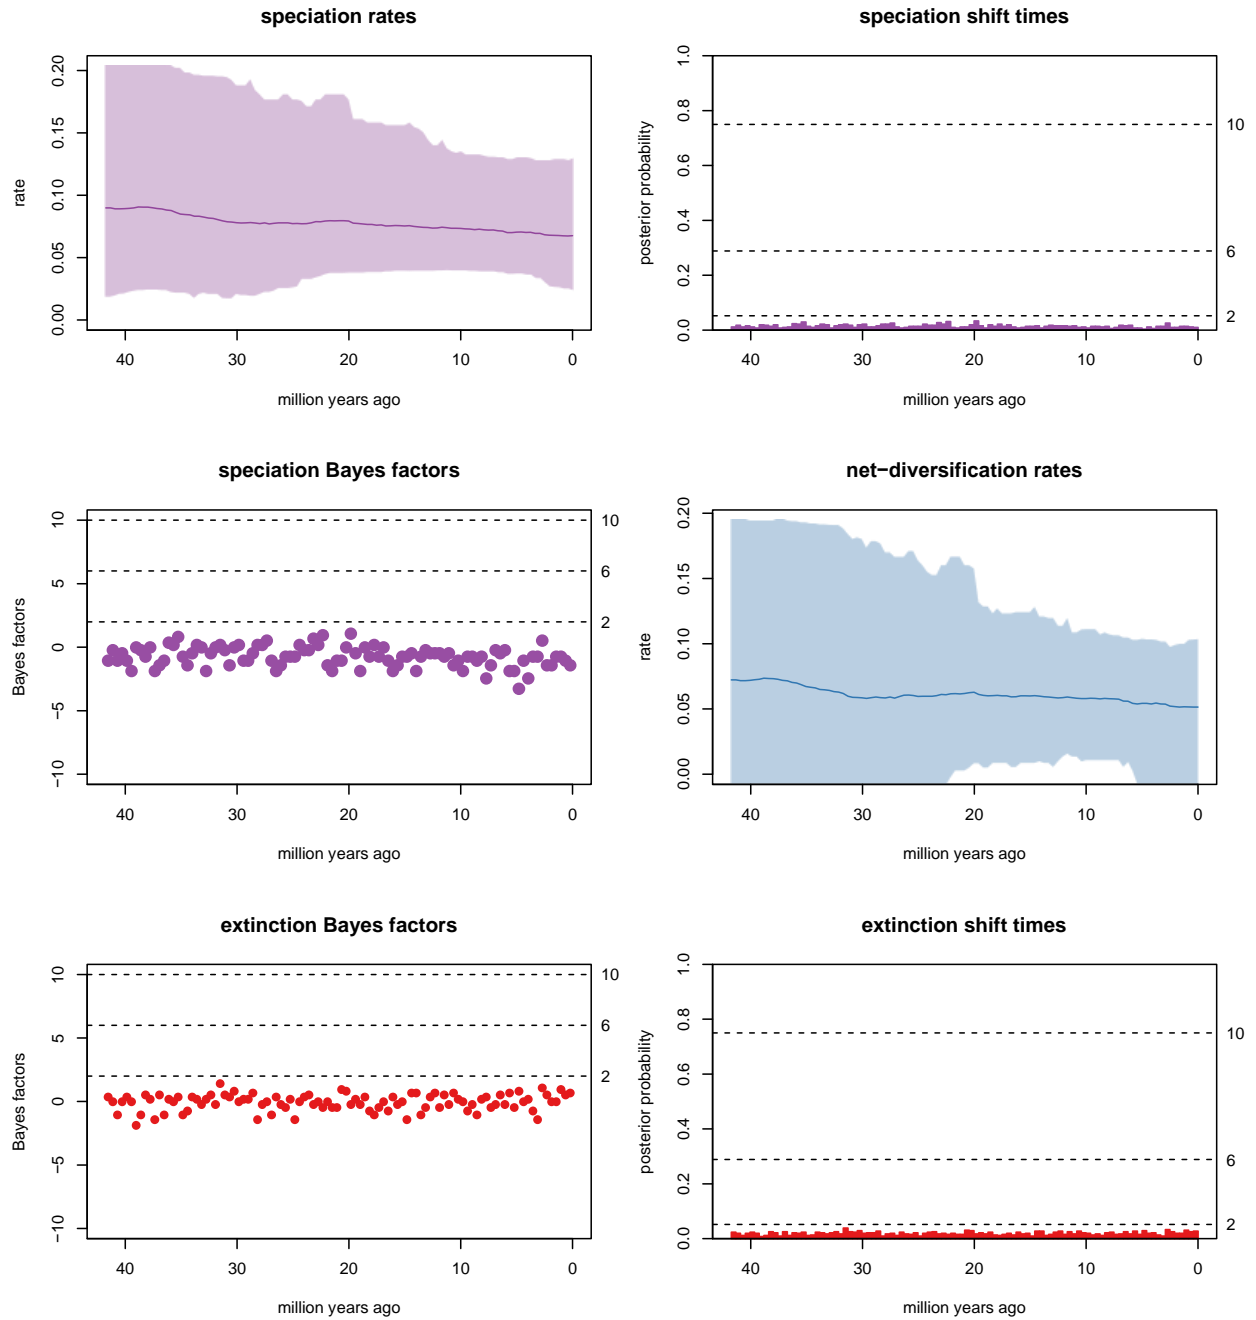 speciation rates
0.00 0.05 0.10 0.15 0.20
rate
40 30 20 10 0
million years ago
speciation shift times
0.0 0.2 0.4 0.6 0.8 1.0
posterior probability
10
6
2
40 30 20 10 0
million years ago
speciation Bayes factors
−10 −5 0 5 10
Bayes factors
10
6
2
40 30 20 10 0
million years ago
net−diversification rates
0.00 0.05 0.10 0.15 0.20
rate
40 30 20 10 0
million years ago
extinction Bayes factors
−10 −5 0 5 10
Bayes factors
10
6
2
40 30 20 10 0
million years ago
extinction shift times
0.0 0.2 0.4 0.6 0.8 1.0
posterior probability
10
6
2
40 30 20 10 0
million years ago